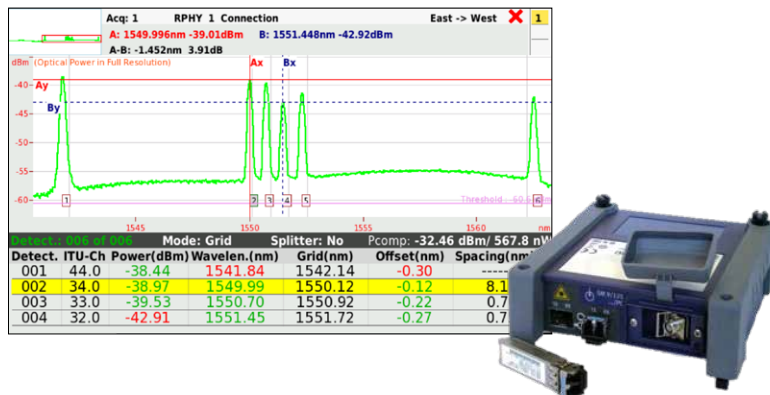 Acq: 1 RPHY 1 Connection East -> West 1
A: 1549.996nm -39.01dBm B: 1551.448nm -42.92dBm
A-B: -1.452nm 3.91dB
dBm (Optical Power in Full Resolution) Ax Bx
-40
Ay
By
-45
-50
-55
-60
1 2 3 4 5 6
Threshold
1545 1550 1555 1560 nm
Detect.: 006 of 006 Mode: Grid Splitter: No Pcomp: -32.46 dBm/ 567.8 nW
Detect. ITU-Ch Power(dBm) Wavelen.(nm) Grid(nm) Offset(nm) Spacing(nm
001 44.0 -38.44 1541.84 1542.14 -0.30 -----
002 34.0 -38.97 1549.99 1550.12 -0.12 8.1
003 33.0 -39.53 1550.70 1550.92 -0.22 0.7
004 32.0 -42.91 1551.45 1551.72 -0.27 0.7